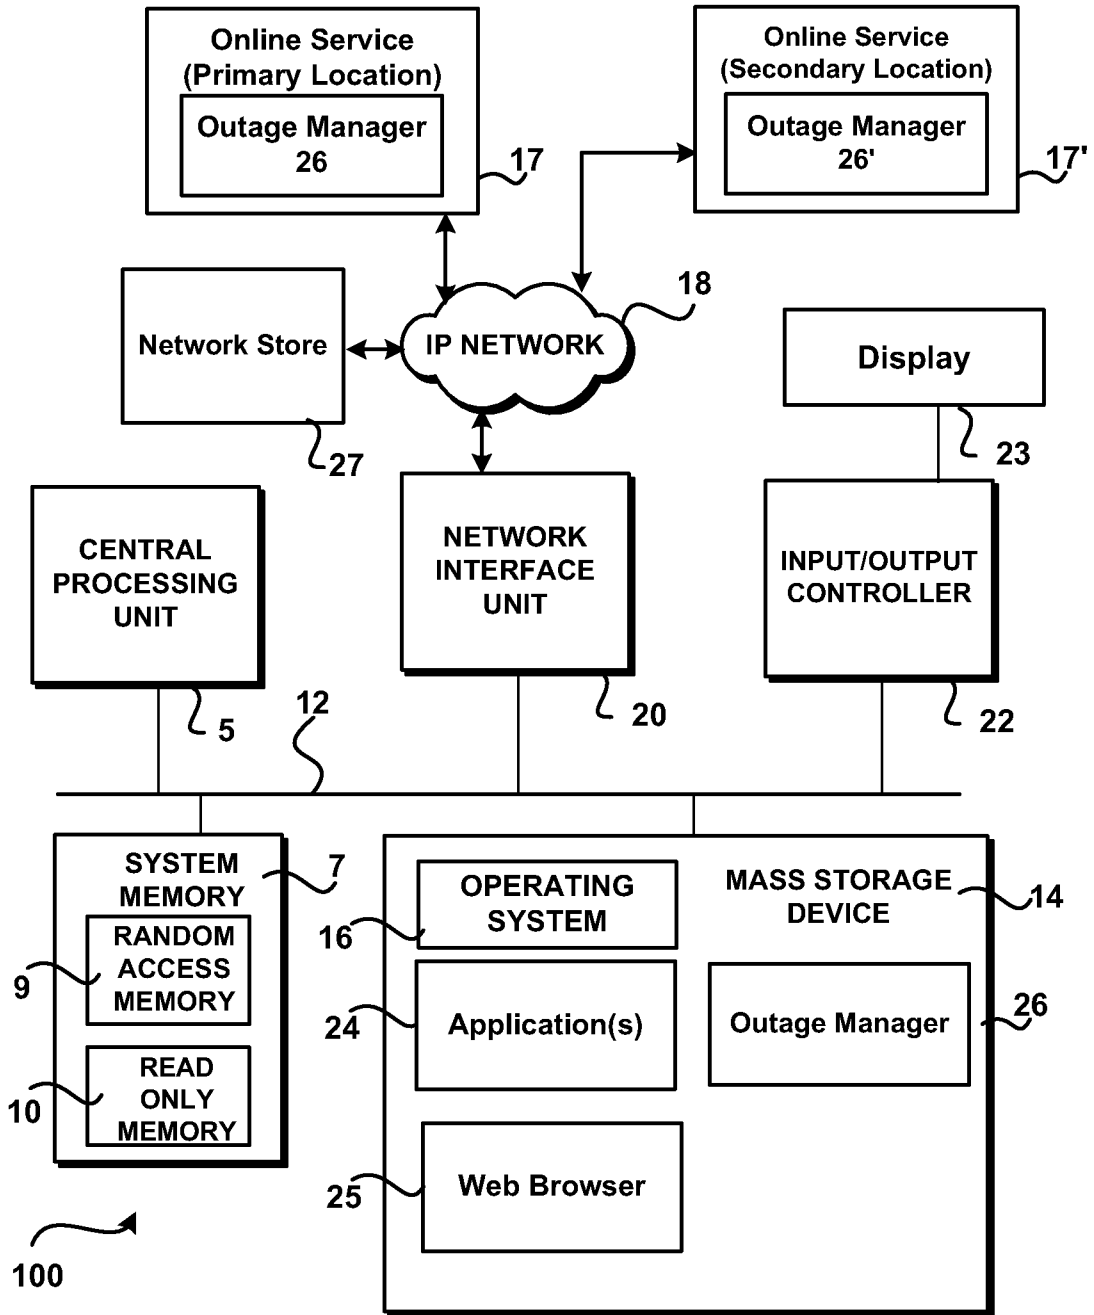 Online Service
(Primary Location)
Outage Manager
26
17
Online Service
(Secondary Location)
Outage Manager
26'
17'
18
IP NETWORK
Network Store
27
Display
23
CENTRAL
PROCESSING
UNIT
5
NETWORK
INTERFACE
UNIT
20
INPUT/OUTPUT
CONTROLLER
22
12
SYSTEM
MEMORY
7
RANDOM
ACCESS
MEMORY
9
READ
ONLY
MEMORY
10
OPERATING
SYSTEM
16
MASS STORAGE
DEVICE
14
Application(s)
24
Outage Manager
26
Web Browser
25
100